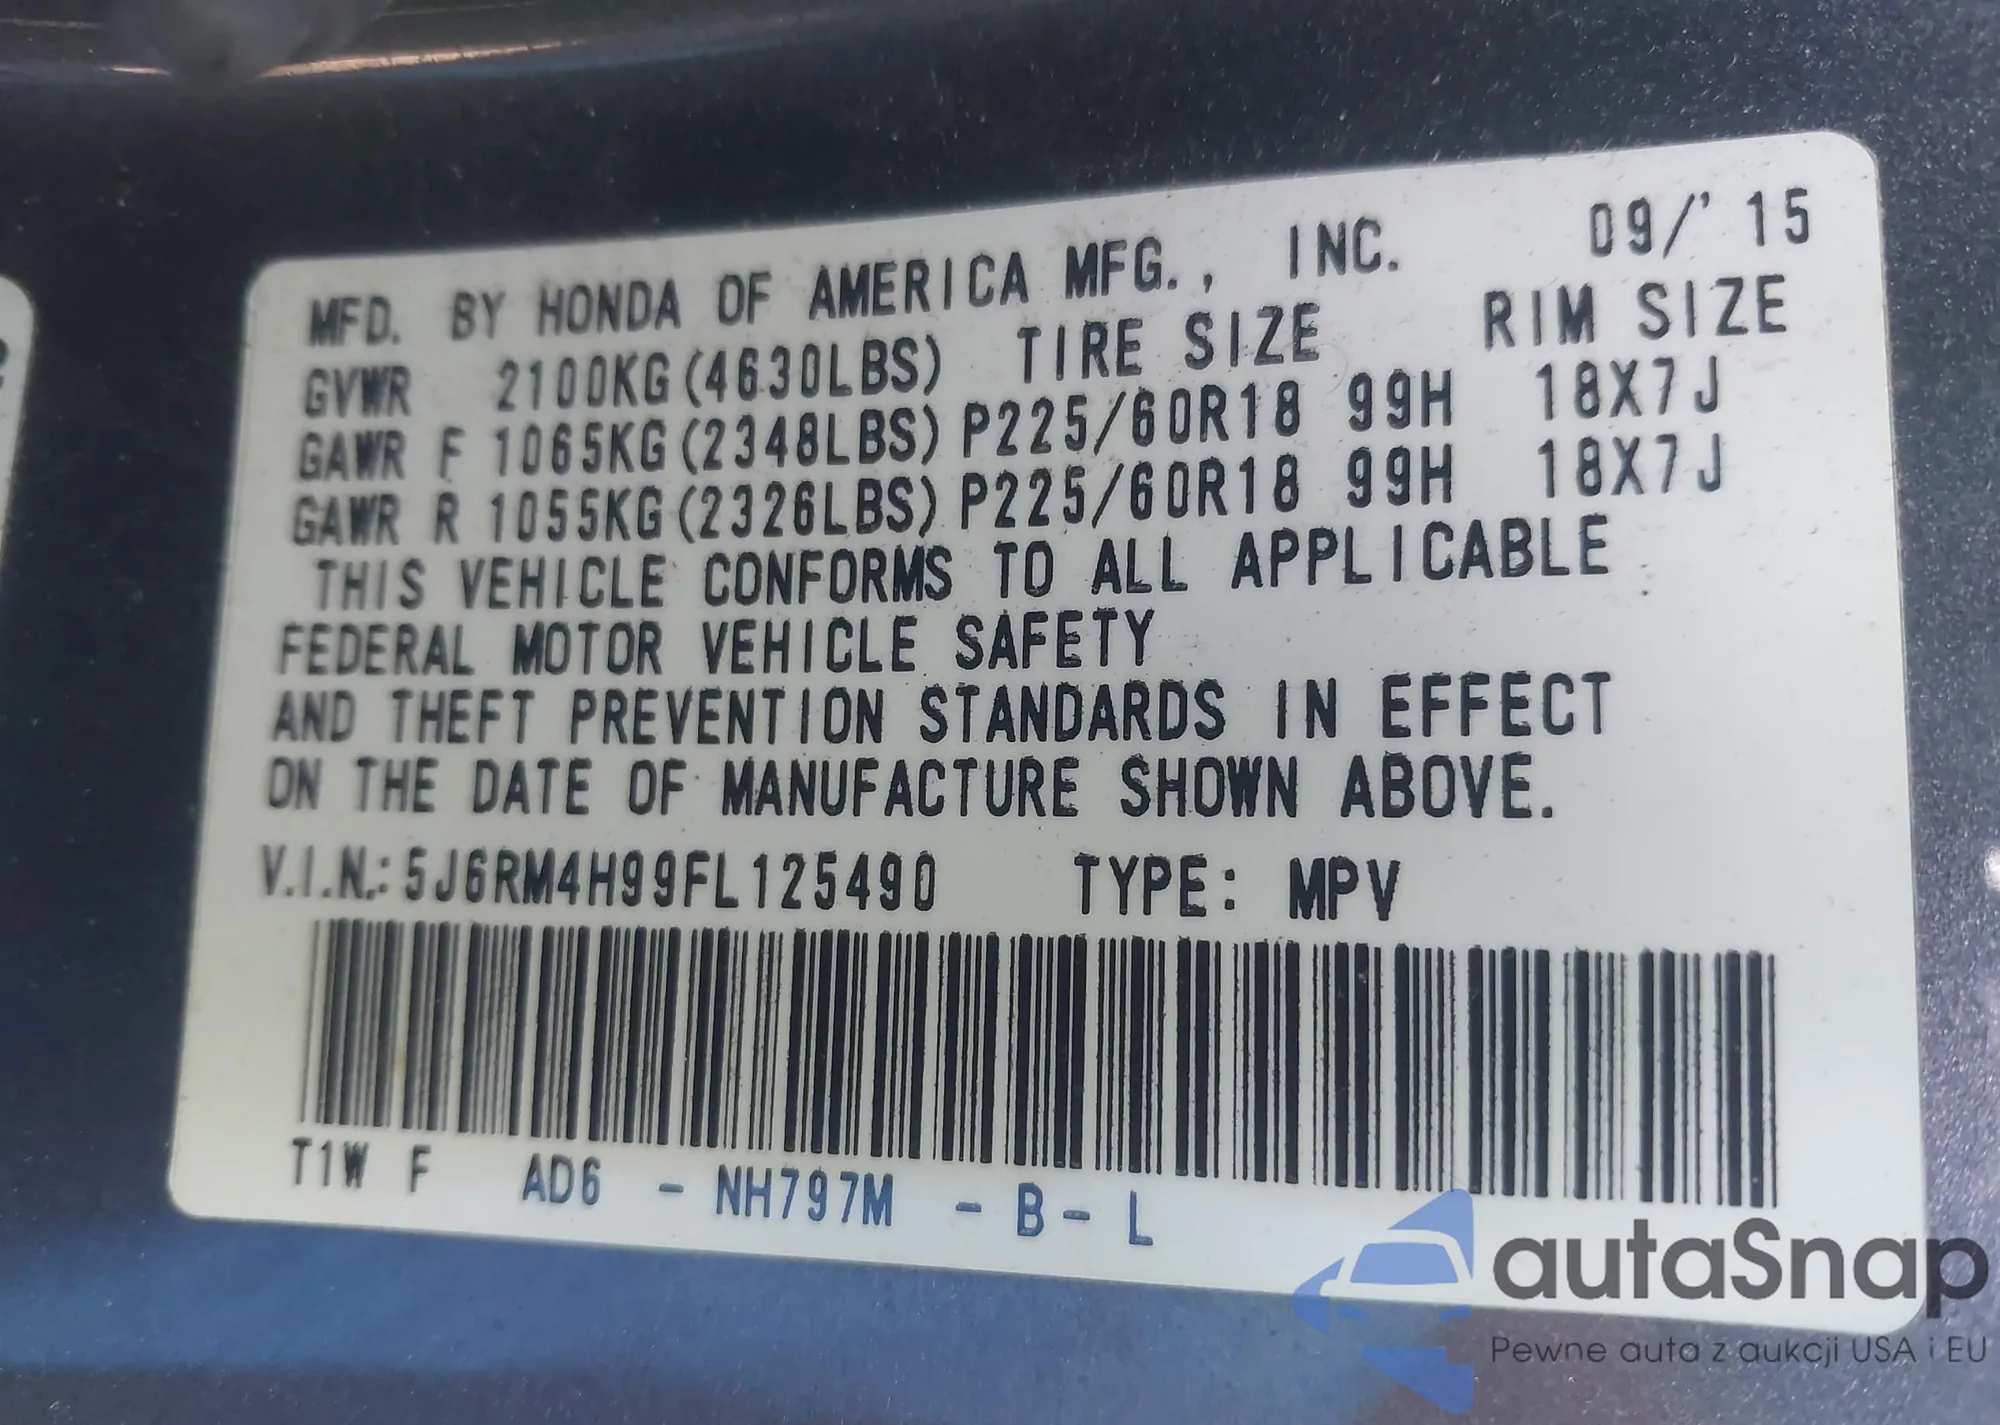 MFD. BY HONDA OF AMERICA MFG., INC. 09/'15
GVWR 2100KG(4630LBS) TIRE SIZE RIM SIZE
GAWR F 1065KG(2348LBS) P225/60R18 99H 18X7J
GAWR R 1055KG(2326LBS) P225/60R18 99H 18X7J
THIS VEHICLE CONFORMS TO ALL APPLICABLE
FEDERAL MOTOR VEHICLE SAFETY
AND THEFT PREVENTION STANDARDS IN EFFECT
ON THE DATE OF MANUFACTURE SHOWN ABOVE.
V.I.N.: 5J6RM4H99FL125490 TYPE: MPV
T1W F AD6 - NH797M - B - L
autaSnap
Pewne auta z aukcji USA i EU